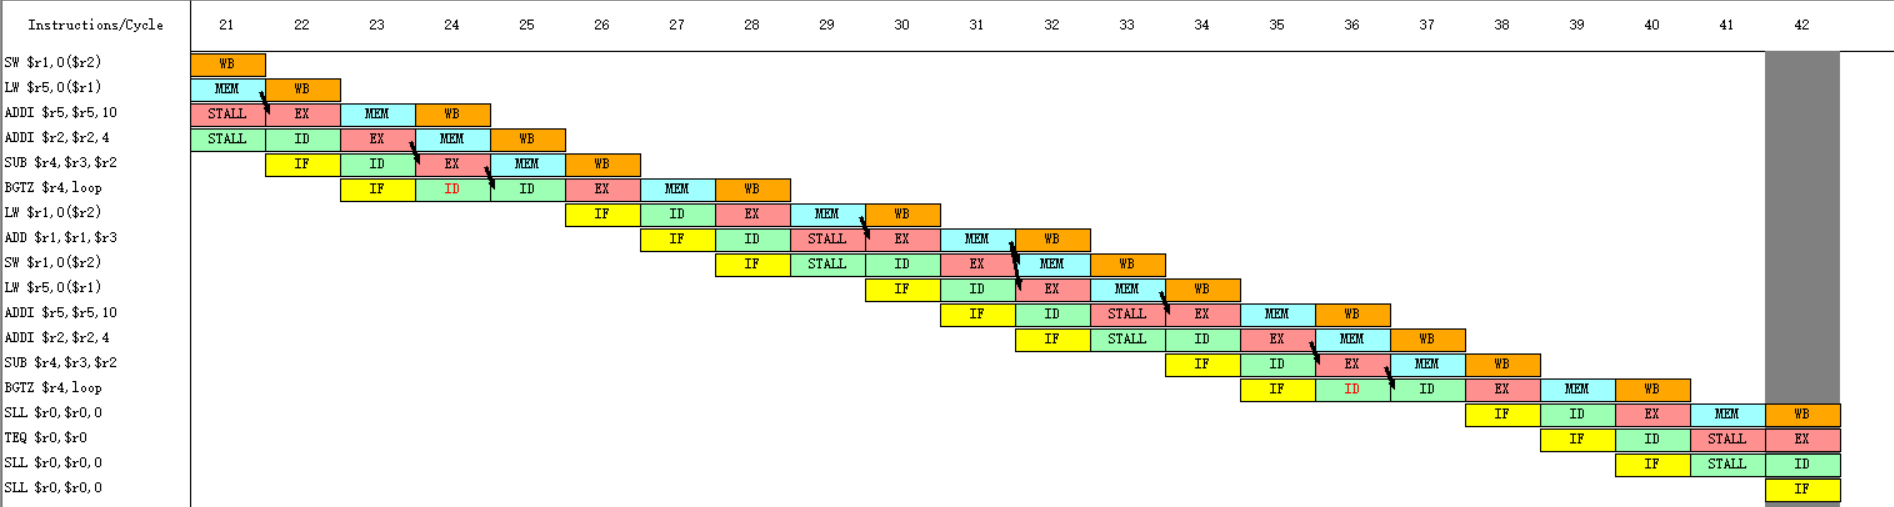 Instructions/Cycle 21 22 23 24 25 26 27 28 29 30 31 32 33 34 35 36 37 38 39 40 41 42
SW $r1,0($r2) WB
LW $r5,0($r1) MEM WB
ADDI $r5,$r5,10 STALL EX MEM WB
ADDI $r2,$r2,4 STALL ID EX MEM WB
SUB $r4,$r3,$r2 IF ID EX MEM WB
BGTZ $r4,loop IF ID ID EX MEM WB
LW $r1,0($r2) IF ID EX MEM WB
ADD $r1,$r1,$r3 IF ID STALL EX MEM WB
SW $r1,0($r2) IF STALL ID EX MEM WB
LW $r5,0($r1) IF ID EX MEM WB
ADDI $r5,$r5,10 IF ID STALL EX MEM WB
ADDI $r2,$r2,4 IF STALL ID EX MEM WB
SUB $r4,$r3,$r2 IF ID EX MEM WB
BGTZ $r4,loop IF ID ID EX MEM WB
SLL $r0,$r0,0 IF ID EX MEM WB
TEQ $r0,$r0 IF ID STALL EX
SLL $r0,$r0,0 IF STALL ID
SLL $r0,$r0,0 IF